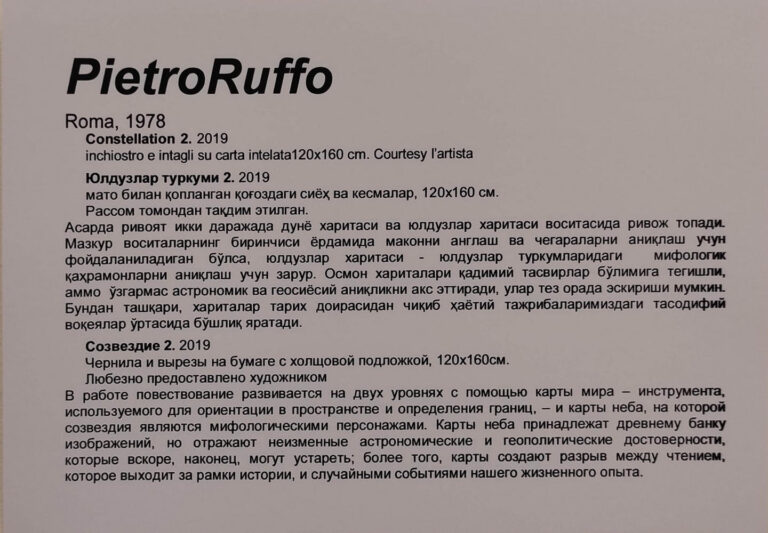 PietroRuffo
Roma, 1978
Constellation 2. 2019
inchiostro e intagli su carta intelata120x160 cm. Courtesy l'artista
Юлдузлар туркуми 2. 2019
мато билан қопланган қоғоздаги сиёҳ ва кесмалар, 120x160 см.
Рассом томондан тақдим этилган.
Асарда ривоят икки даражада дунё харитаси ва юлдузлар харитаси воситасида ривож топади.
Мазкур воситаларнинг биринчиси ёрдамида маконни англаш ва чегараларни аниқлаш учун
фойдаланиладиган бўлса, юлдузлар харитаси - юлдузлар туркумларидаги мифологик
қаҳрамонларни аниқлаш учун зарур. Осмон хариталари қадимий тасвирлар бўлимига тегишли,
аммо ўзгармас астрономик ва геосиёсий аниқликни акс эттиради, улар тез орада эскириши мумкин.
Бундан ташқари, хариталар тарих доирасидан чиқиб ҳаётий тажрибаларимиздаги тасодифий
воқеялар ўртасида бўшлиқ яратади.
Созвездие 2. 2019
Чернила и вырезы на бумаге с холщовой подложкой, 120x160см.
Любезно предоставлено художником
В работе повествование развивается на двух уровнях с помощью карты мира – инструмента,
используемого для ориентации в пространстве и определения границ, – и карты неба, на которой
созвездия являются мифологическими персонажами. Карты неба принадлежат древнему банку
изображений, но отражают неизменные астрономические и геополитические достоверности,
которые вскоре, наконец, могут устареть; более того, карты создают разрыв между чтением,
которое выходит за рамки истории, и случайными событиями нашего жизненного опыта.